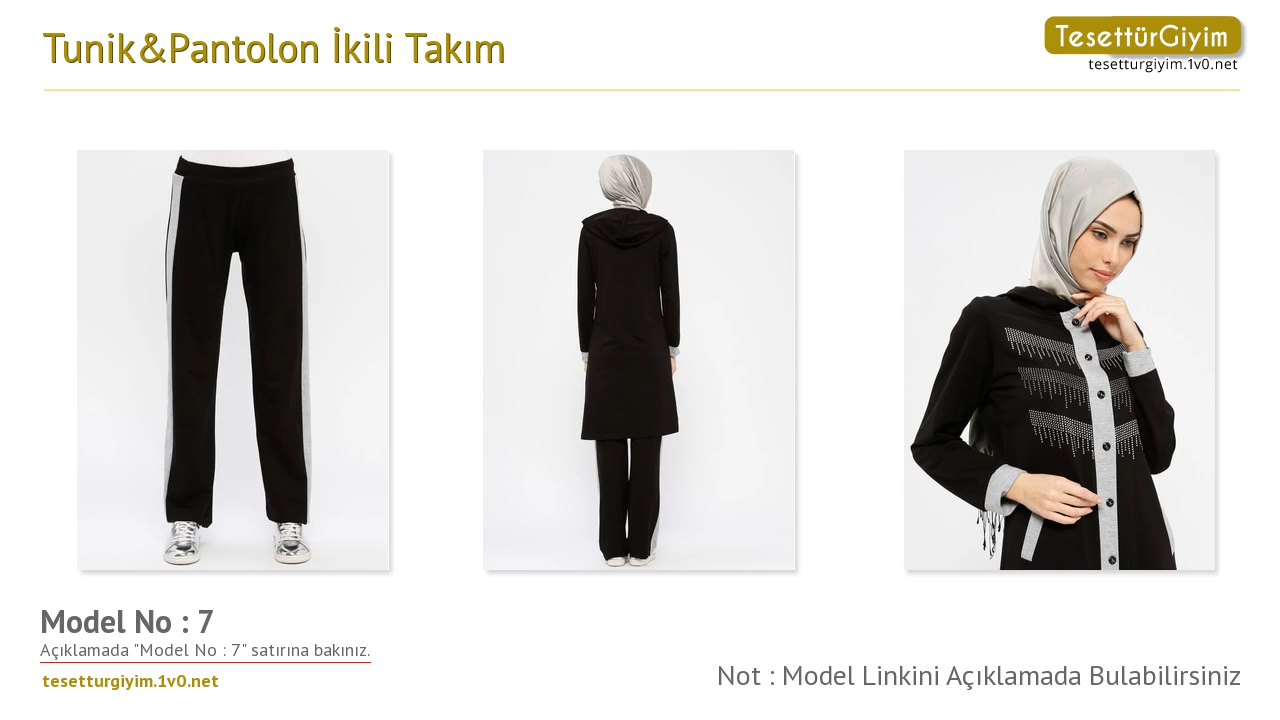 Tunik&Pantolon İkili Takım
TesettürGiyim
tesetturgiyim.1v0.net
Model No : 7
Açıklamada "Model No : 7" satırına bakınız.
tesetturgiyim.1v0.net
Not : Model Linkini Açıklamada Bulabilirsiniz